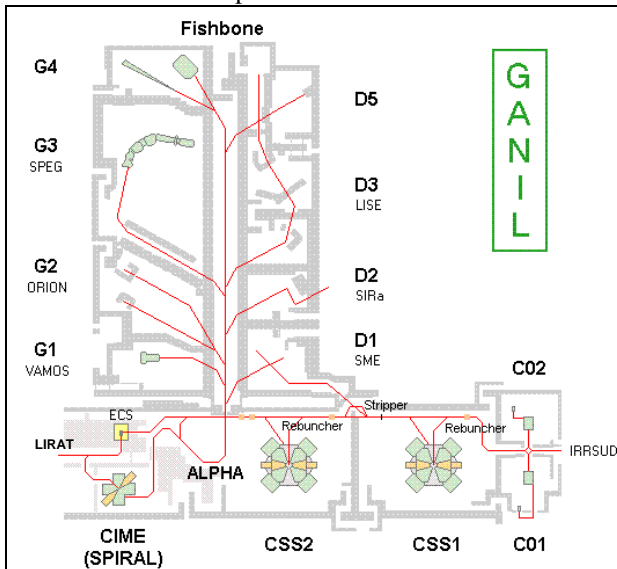 Fishbone
G4
G
A
N
I
L
D5
G3
SPEG
D3
LISE
G2
ORION
D2
SIRa
G1
VAMOS
D1
SME
C02
ECS
Stripper
Rebuncher
Rebuncher
LIRAT
ALPHA
IRRSUD
CIME
(SPIRAL)
CSS2
CSS1
C01